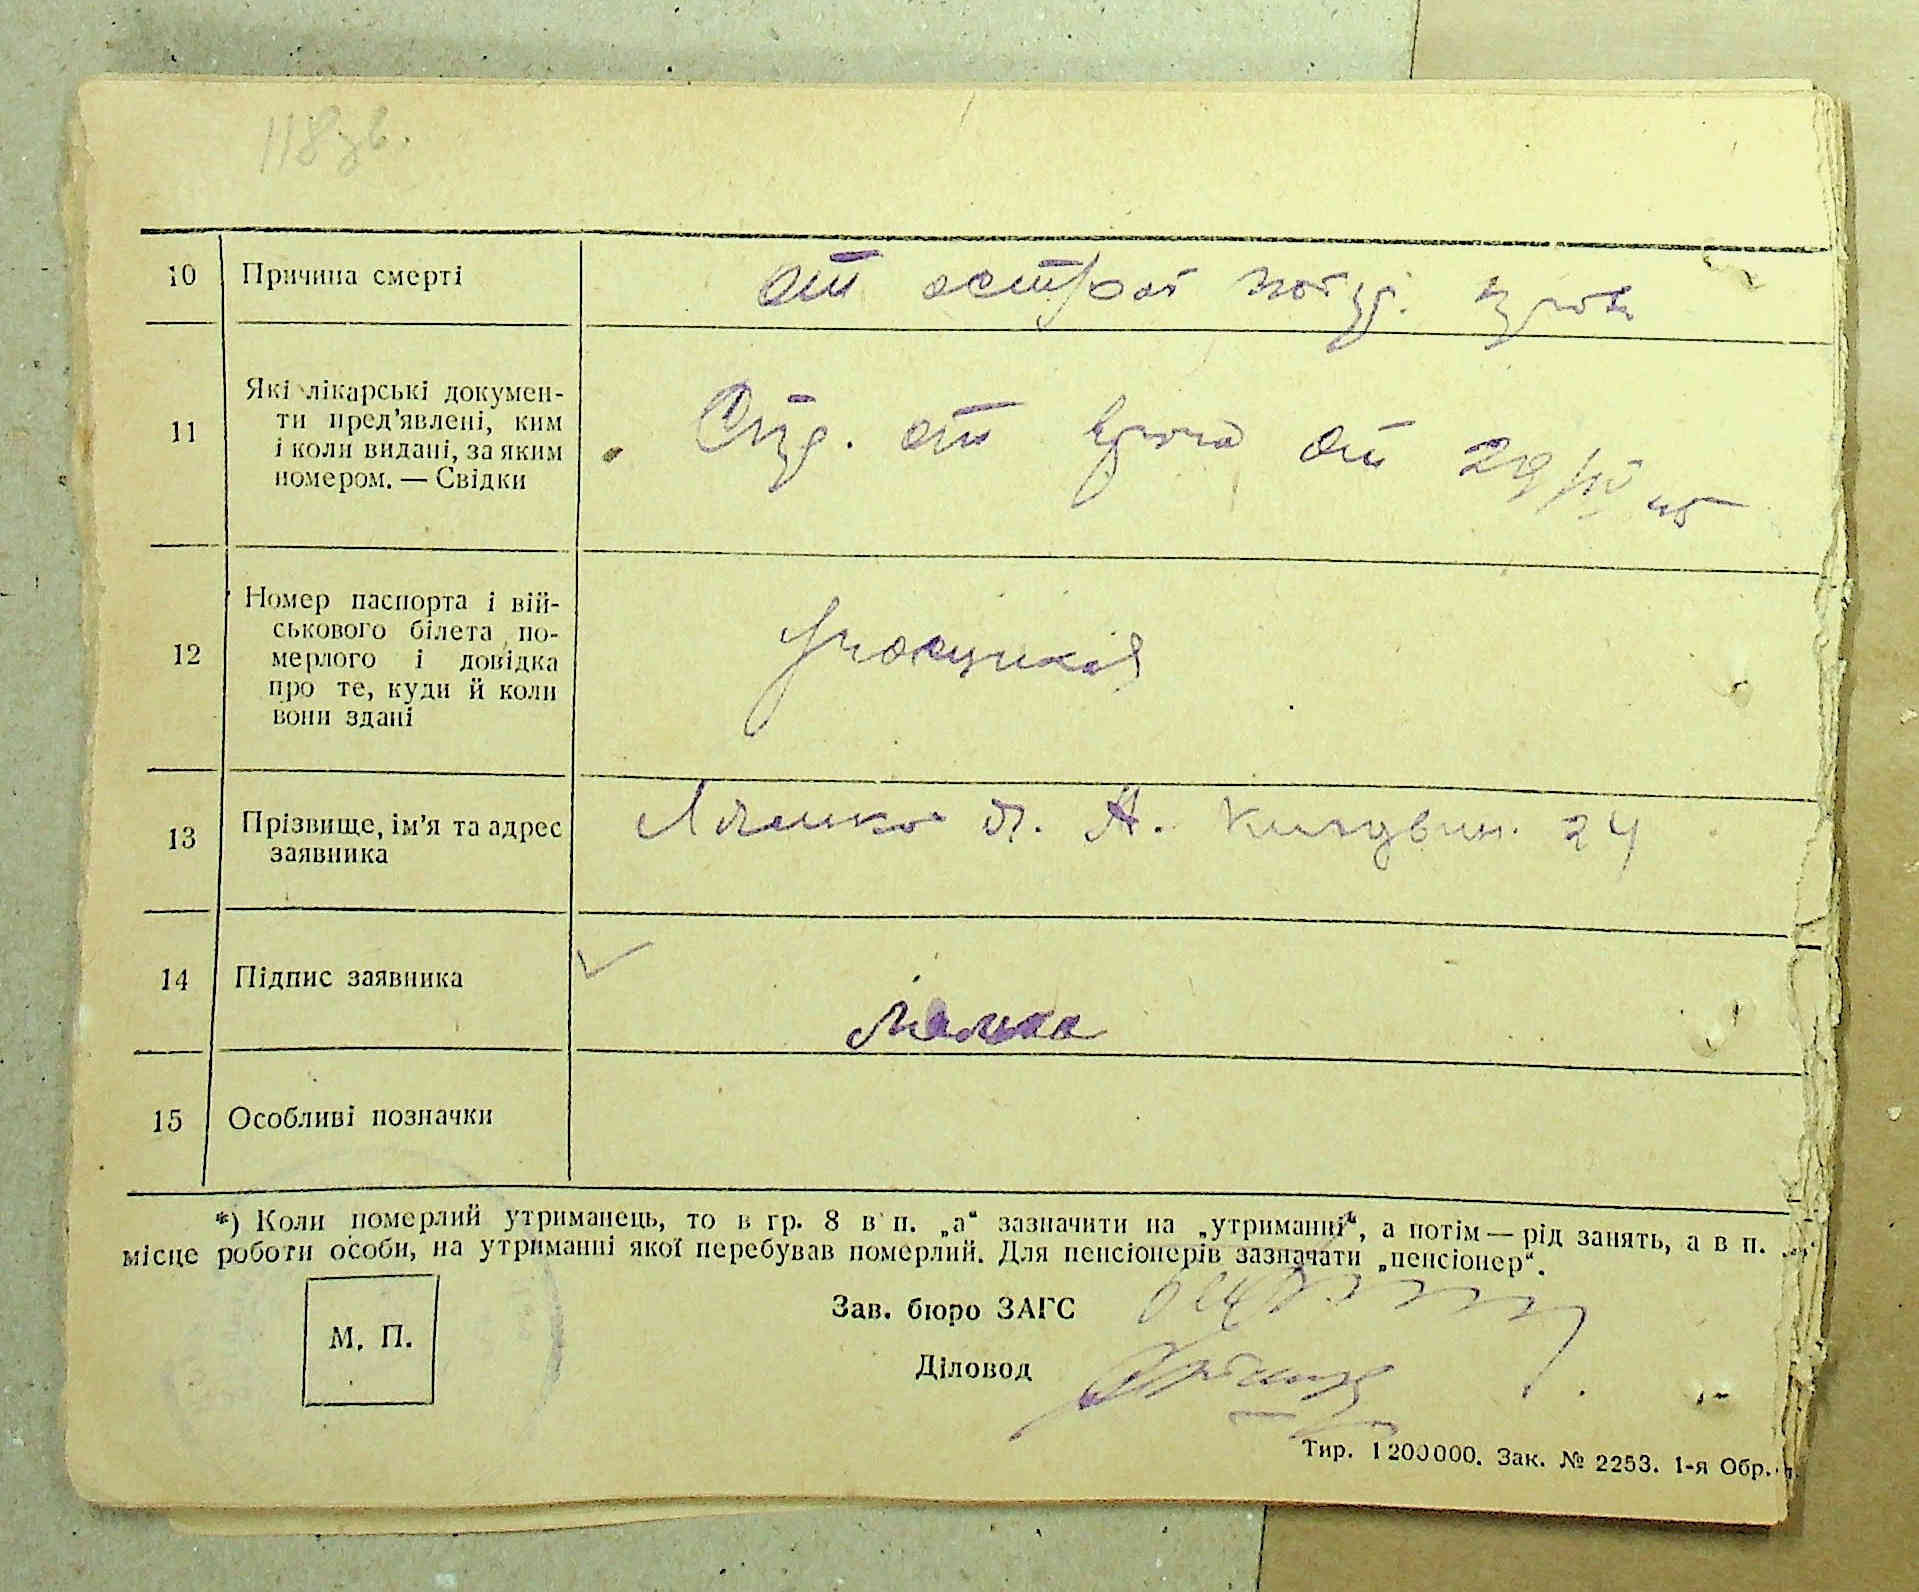 118зв.
10 Причина смерті от острой
11 Які лікарські докумен-
ти пред'явлені, ким
і коли видані, за яким
номером. — Свідки
от врача от 29/IV 45
12 Номер паспорта і вій-
ськового білета по-
мерлого і довідка
про те, куди й коли
вони здані
13 Прізвище, ім'я та адрес
заявника
А. 24
14 Підпис заявника
15 Особливі позначки
*) Коли померлий утриманець, то в гр. 8 в п. „а“ зазначити на „утриманні“, а потім — рід занять, а в п.
місце роботи особи, на утриманні якої перебував померлий. Для пенсіонерів зазначати „пенсіонер“.
М. П.
Зав. бюро ЗАГС
Діловод
Тир. 1200000. Зак. № 2253. 1-я Обр.